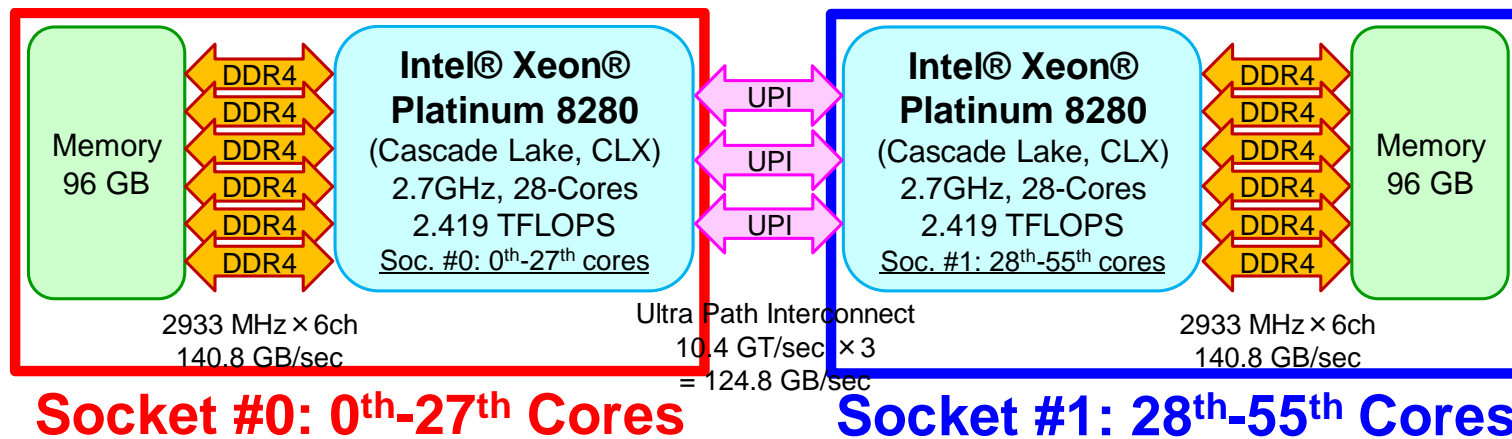 Memory
96 GB
DDR4
DDR4
DDR4
DDR4
DDR4
DDR4
Intel® Xeon®
Platinum 8280
(Cascade Lake, CLX)
2.7GHz, 28-Cores
2.419 TFLOPS
Soc. #0: 0th-27th cores
UPI
UPI
UPI
Intel® Xeon®
Platinum 8280
(Cascade Lake, CLX)
2.7GHz, 28-Cores
2.419 TFLOPS
Soc. #1: 28th-55th cores
DDR4
DDR4
DDR4
DDR4
DDR4
DDR4
Memory
96 GB
2933 MHz×6ch
140.8 GB/sec
Ultra Path Interconnect
10.4 GT/sec ×3
= 124.8 GB/sec
2933 MHz×6ch
140.8 GB/sec
Socket #0: 0th-27th Cores
Socket #1: 28th-55th Cores